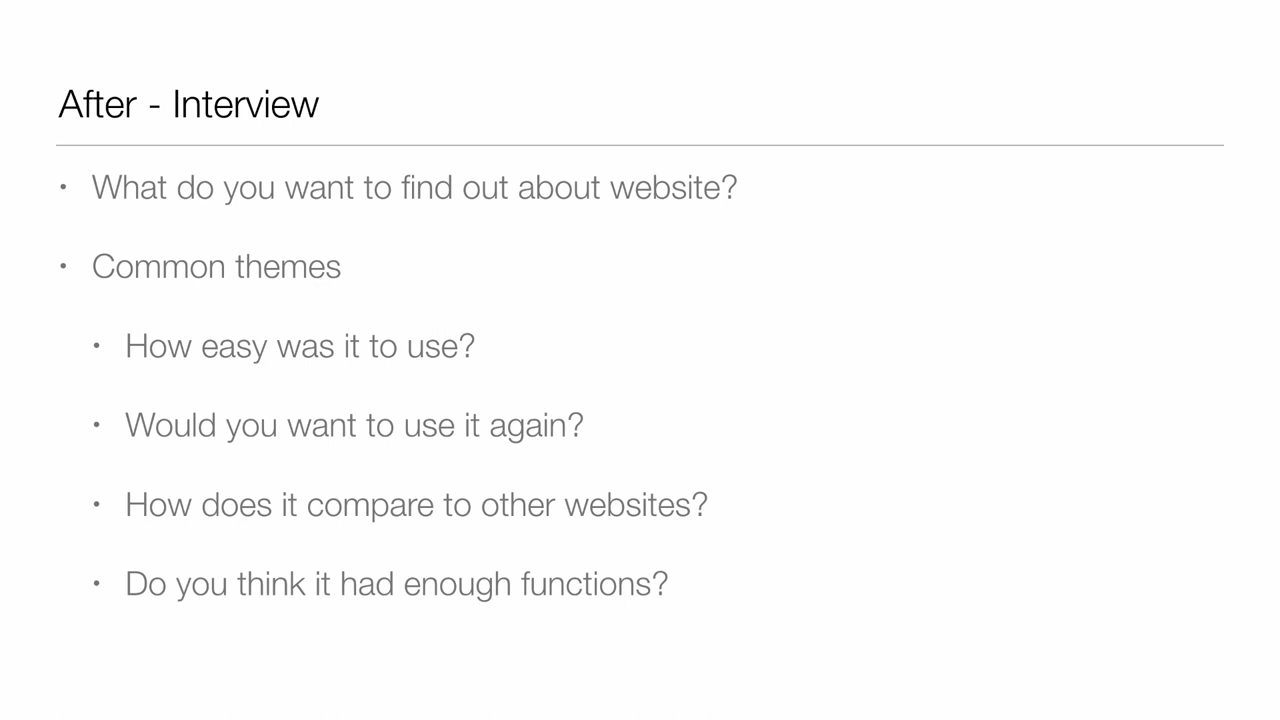 After - Interview
• What do you want to find out about website?
• Common themes
• How easy was it to use?
• Would you want to use it again?
• How does it compare to other websites?
• Do you think it had enough functions?